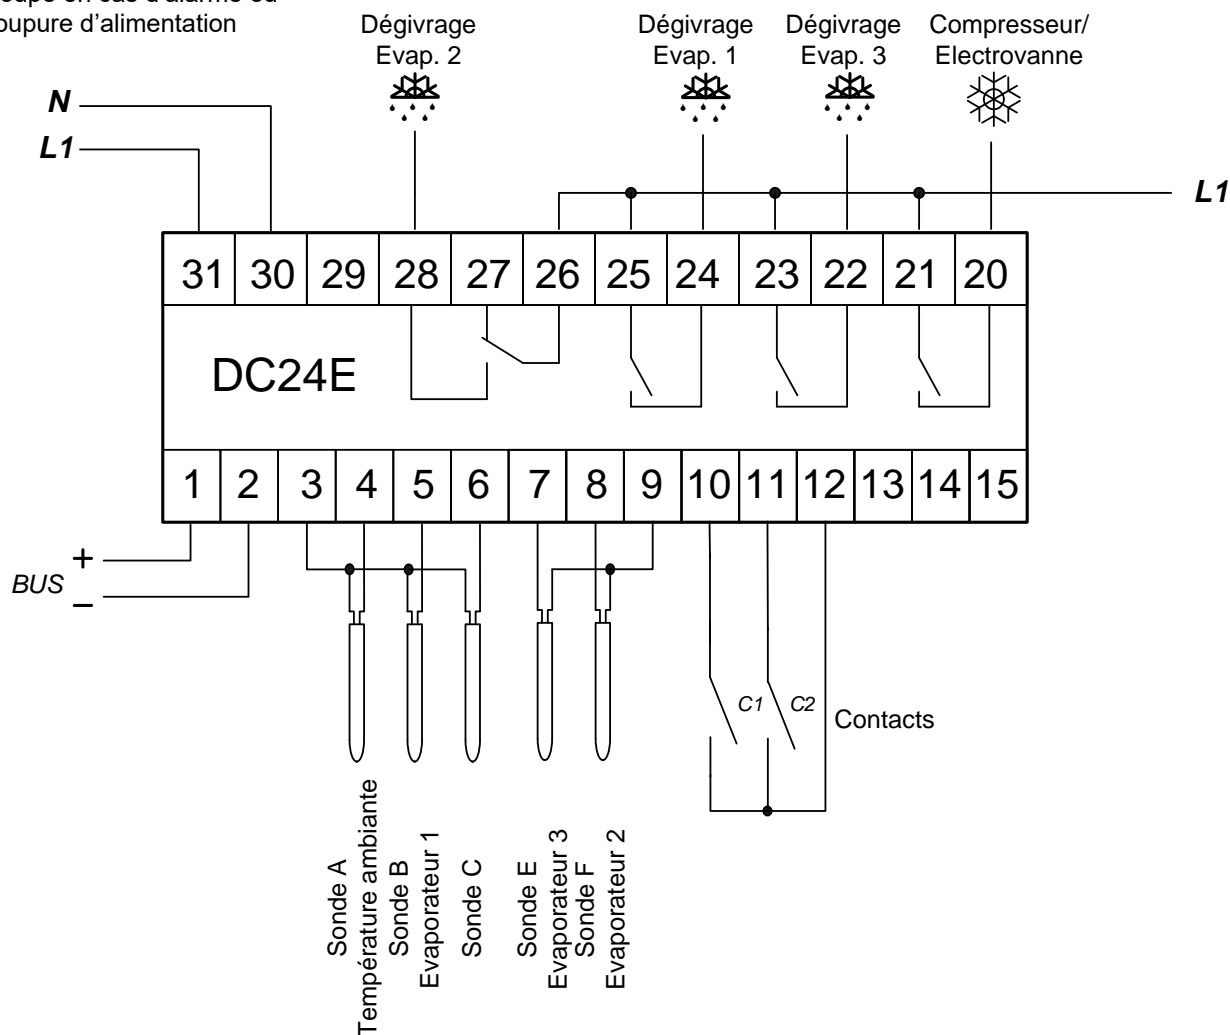 oupure d'alimentation
Dégivrage
Evap. 2
Dégivrage
Evap. 1
Dégivrage
Evap. 3
Compresseur/
Electrovanne
N
L1
L1
31 30 29 28 27 26 25 24 23 22 21 20
DC24E
1 2 3 4 5 6 7 8 9 10 11 12 13 14 15
+
BUS
–
C1 C2
Contacts
Sonde A
Température ambiante
Sonde B
Evaporateur 1
Sonde C
Sonde E
Evaporateur 3
Sonde F
Evaporateur 2